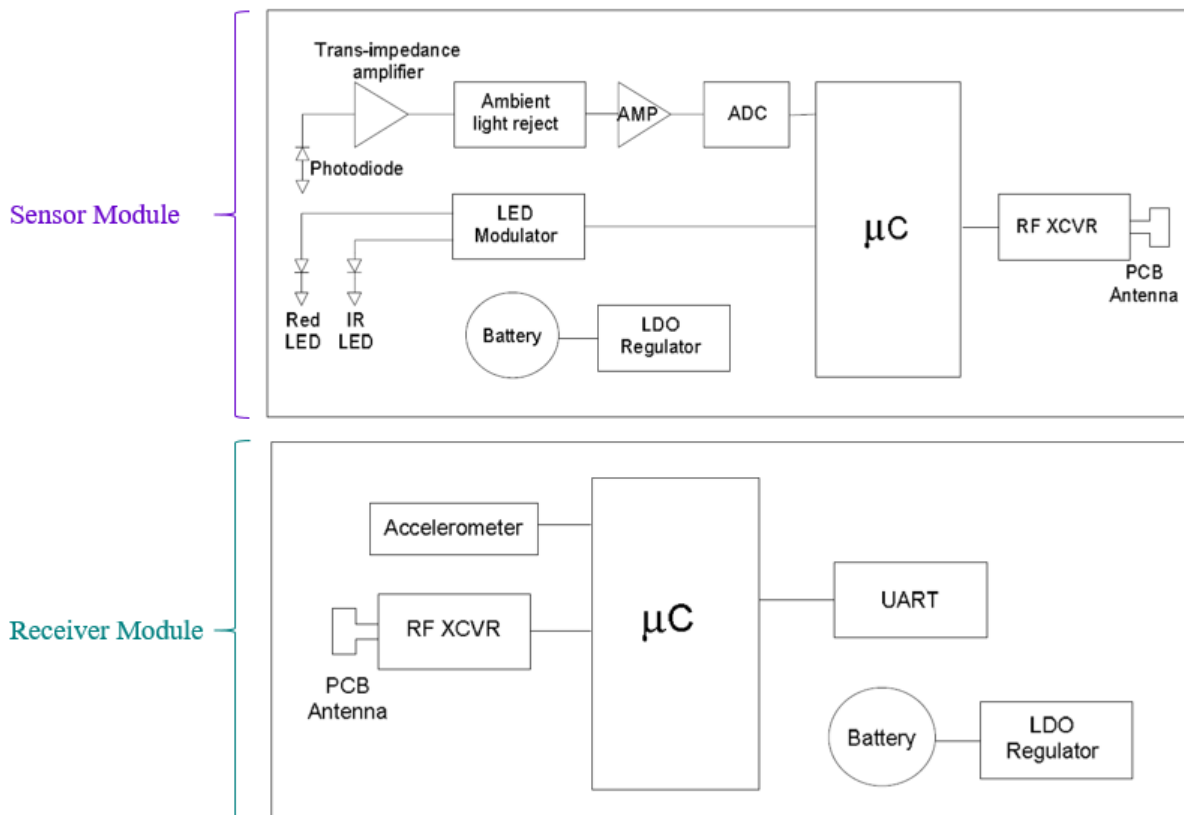 Trans-impedance
amplifier
Ambient
light reject
AMP
ADC
Photodiode
Sensor Module
LED
Modulator
μC
RF XCVR
PCB
Antenna
Red
LED
IR
LED
Battery
LDO
Regulator
Accelerometer
μC
UART
Receiver Module
RF XCVR
PCB
Antenna
Battery
LDO
Regulator